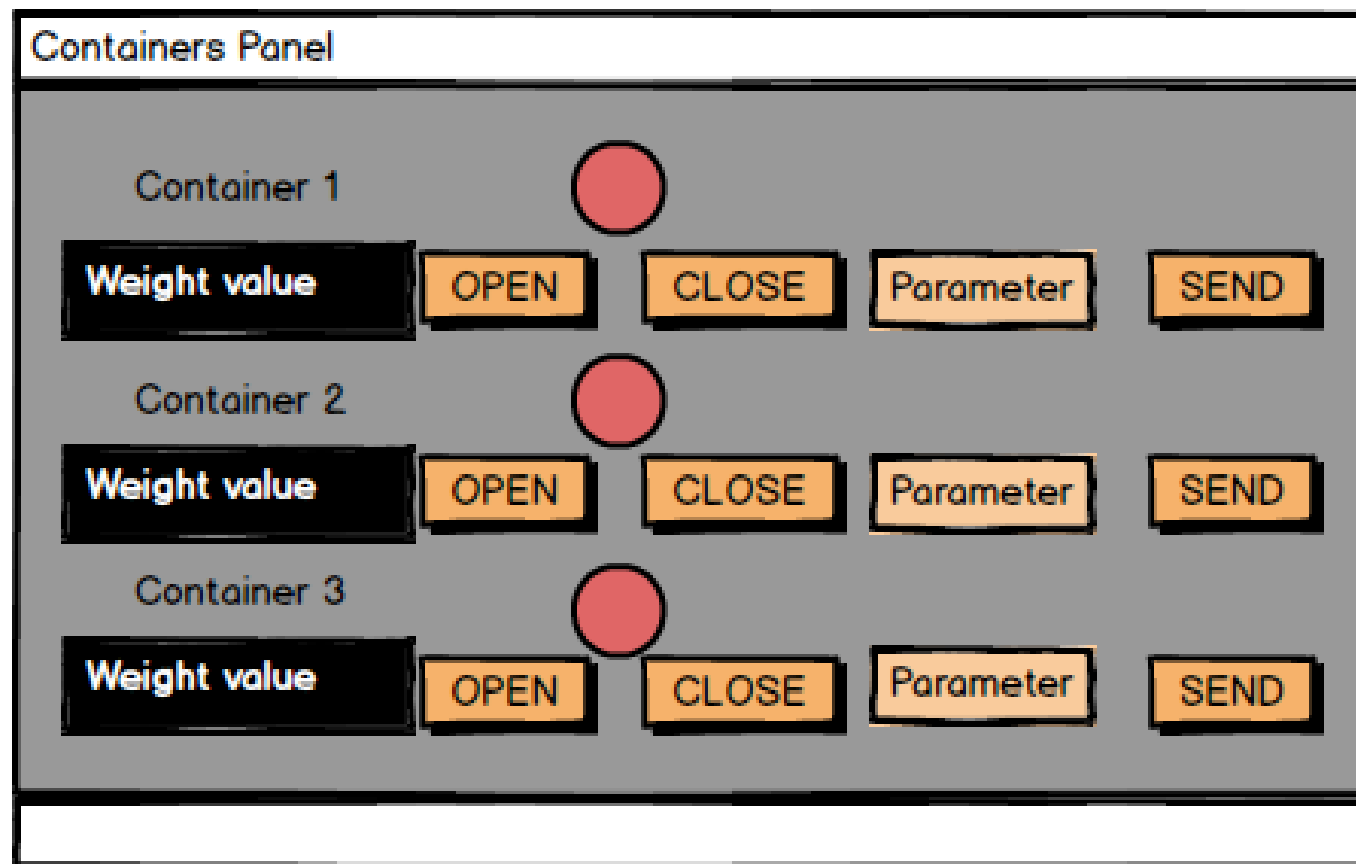 Containers Panel
Container 1
Weight value OPEN CLOSE Parameter SEND
Container 2
Weight value OPEN CLOSE Parameter SEND
Container 3
Weight value OPEN CLOSE Parameter SEND